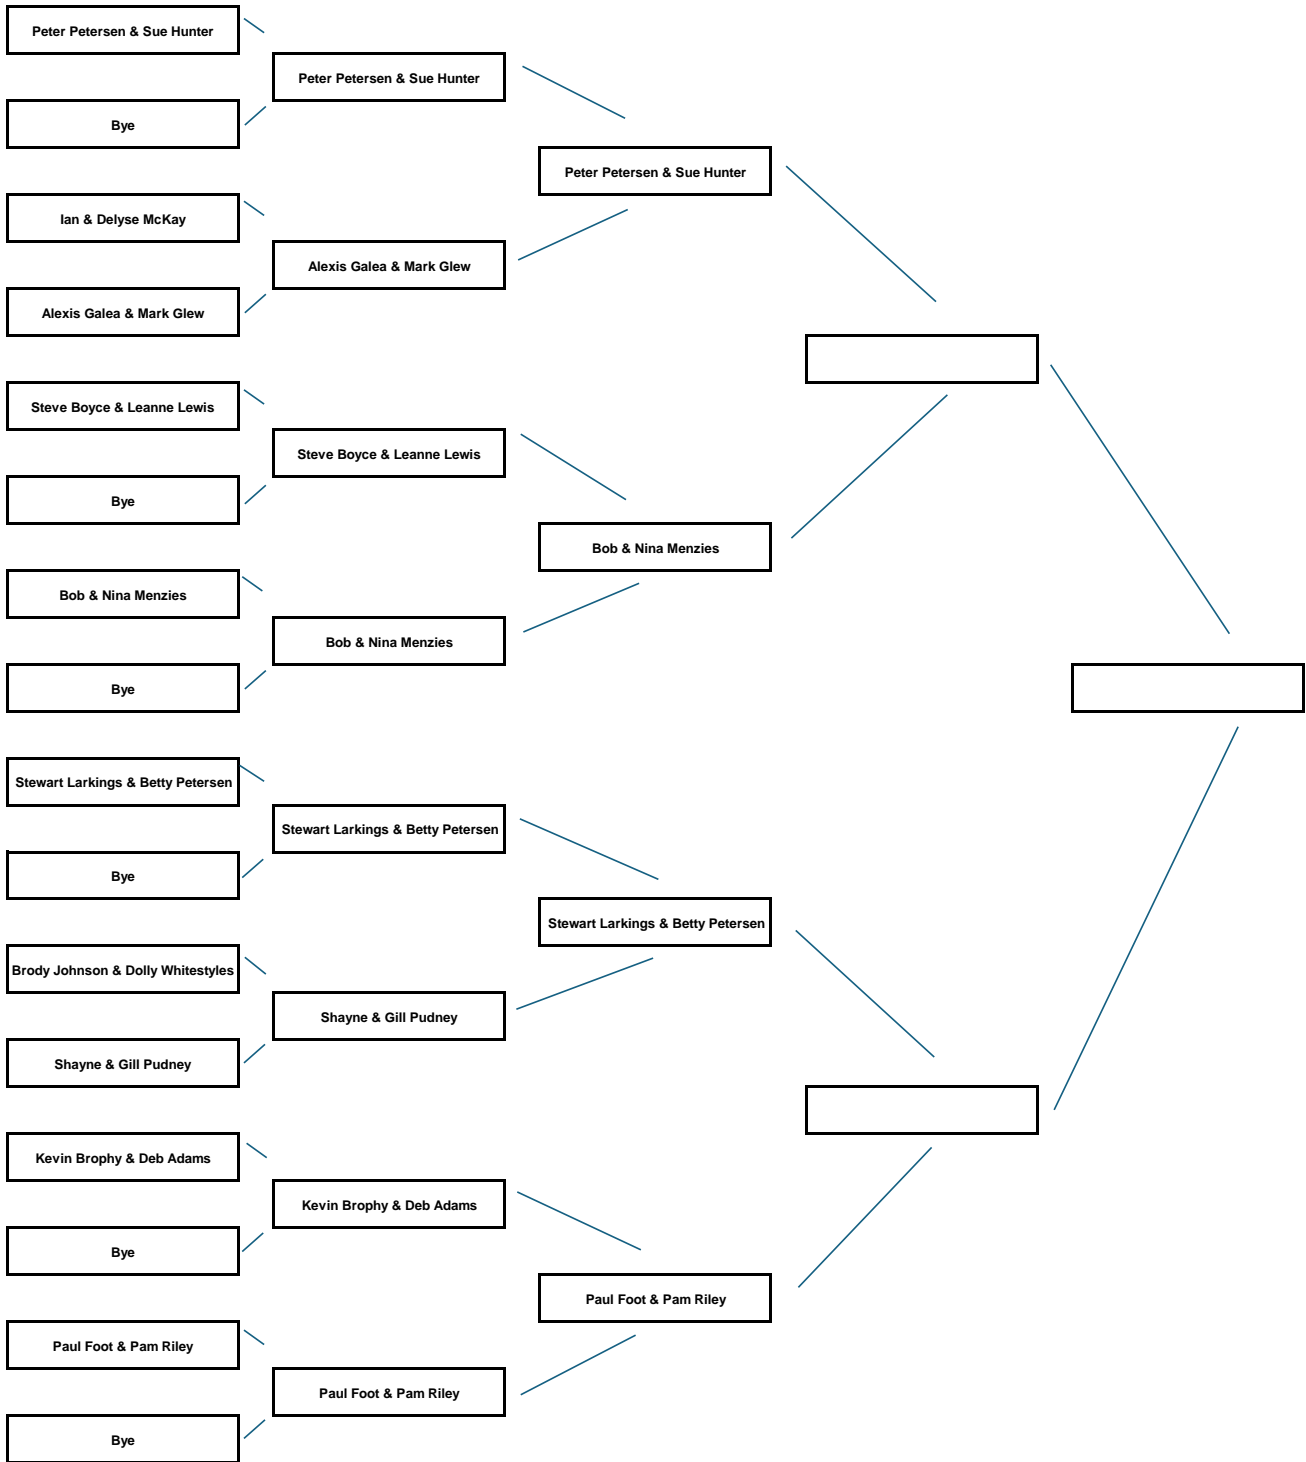 Peter Petersen & Sue Hunter
Bye
Ian & Delyse McKay
Alexis Galea & Mark Glew
Steve Boyce & Leanne Lewis
Bye
Bob & Nina Menzies
Bye
Stewart Larkings & Betty Petersen
Bye
Brody Johnson & Dolly Whitestyles
Shayne & Gill Pudney
Kevin Brophy & Deb Adams
Bye
Paul Foot & Pam Riley
Bye
Peter Petersen & Sue Hunter
Alexis Galea & Mark Glew
Steve Boyce & Leanne Lewis
Bob & Nina Menzies
Stewart Larkings & Betty Petersen
Shayne & Gill Pudney
Kevin Brophy & Deb Adams
Paul Foot & Pam Riley
Peter Petersen & Sue Hunter
Bob & Nina Menzies
Stewart Larkings & Betty Petersen
Paul Foot & Pam Riley